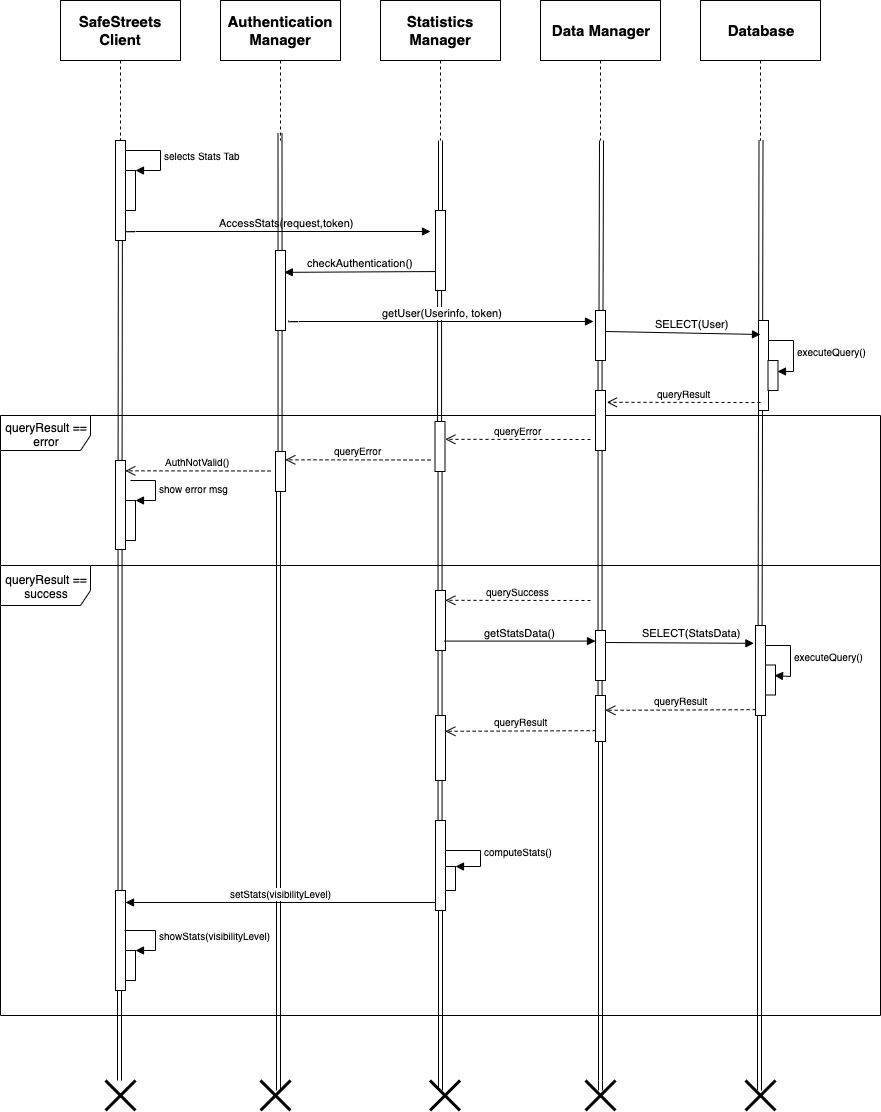 SafeStreets
Client
Authentication
Manager
Statistics
Manager
Data Manager
Database
selects Stats Tab
AccessStats(request,token)
checkAuthentication()
getUser(Userinfo, token)
SELECT(User)
executeQuery()
queryResult
queryResult ==
error
queryError
queryError
AuthNotValid()
show error msg
queryResult ==
success
querySuccess
getStatsData()
SELECT(StatsData)
executeQuery()
queryResult
queryResult
computeStats()
setStats(visibilityLevel)
showStats(visibilityLevel)